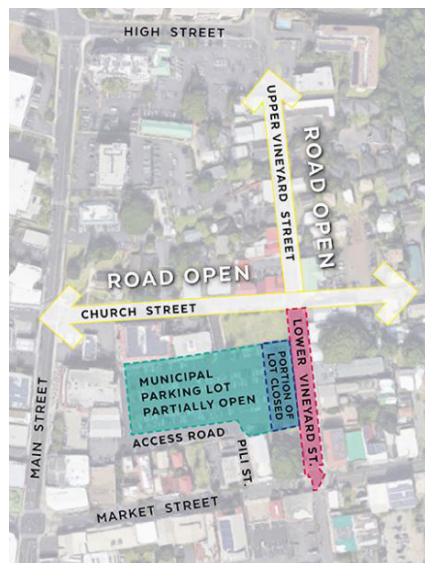 HIGH STREET
UPPER VINEYARD STREET
ROAD OPEN
ROAD OPEN
CHURCH STREET
LOWER VINEYARD ST.
PORTION OF
LOT CLOSED
MUNICIPAL
PARKING LOT
PARTIALLY OPEN
MAIN STREET
ACCESS ROAD
PILI ST.
MARKET STREET